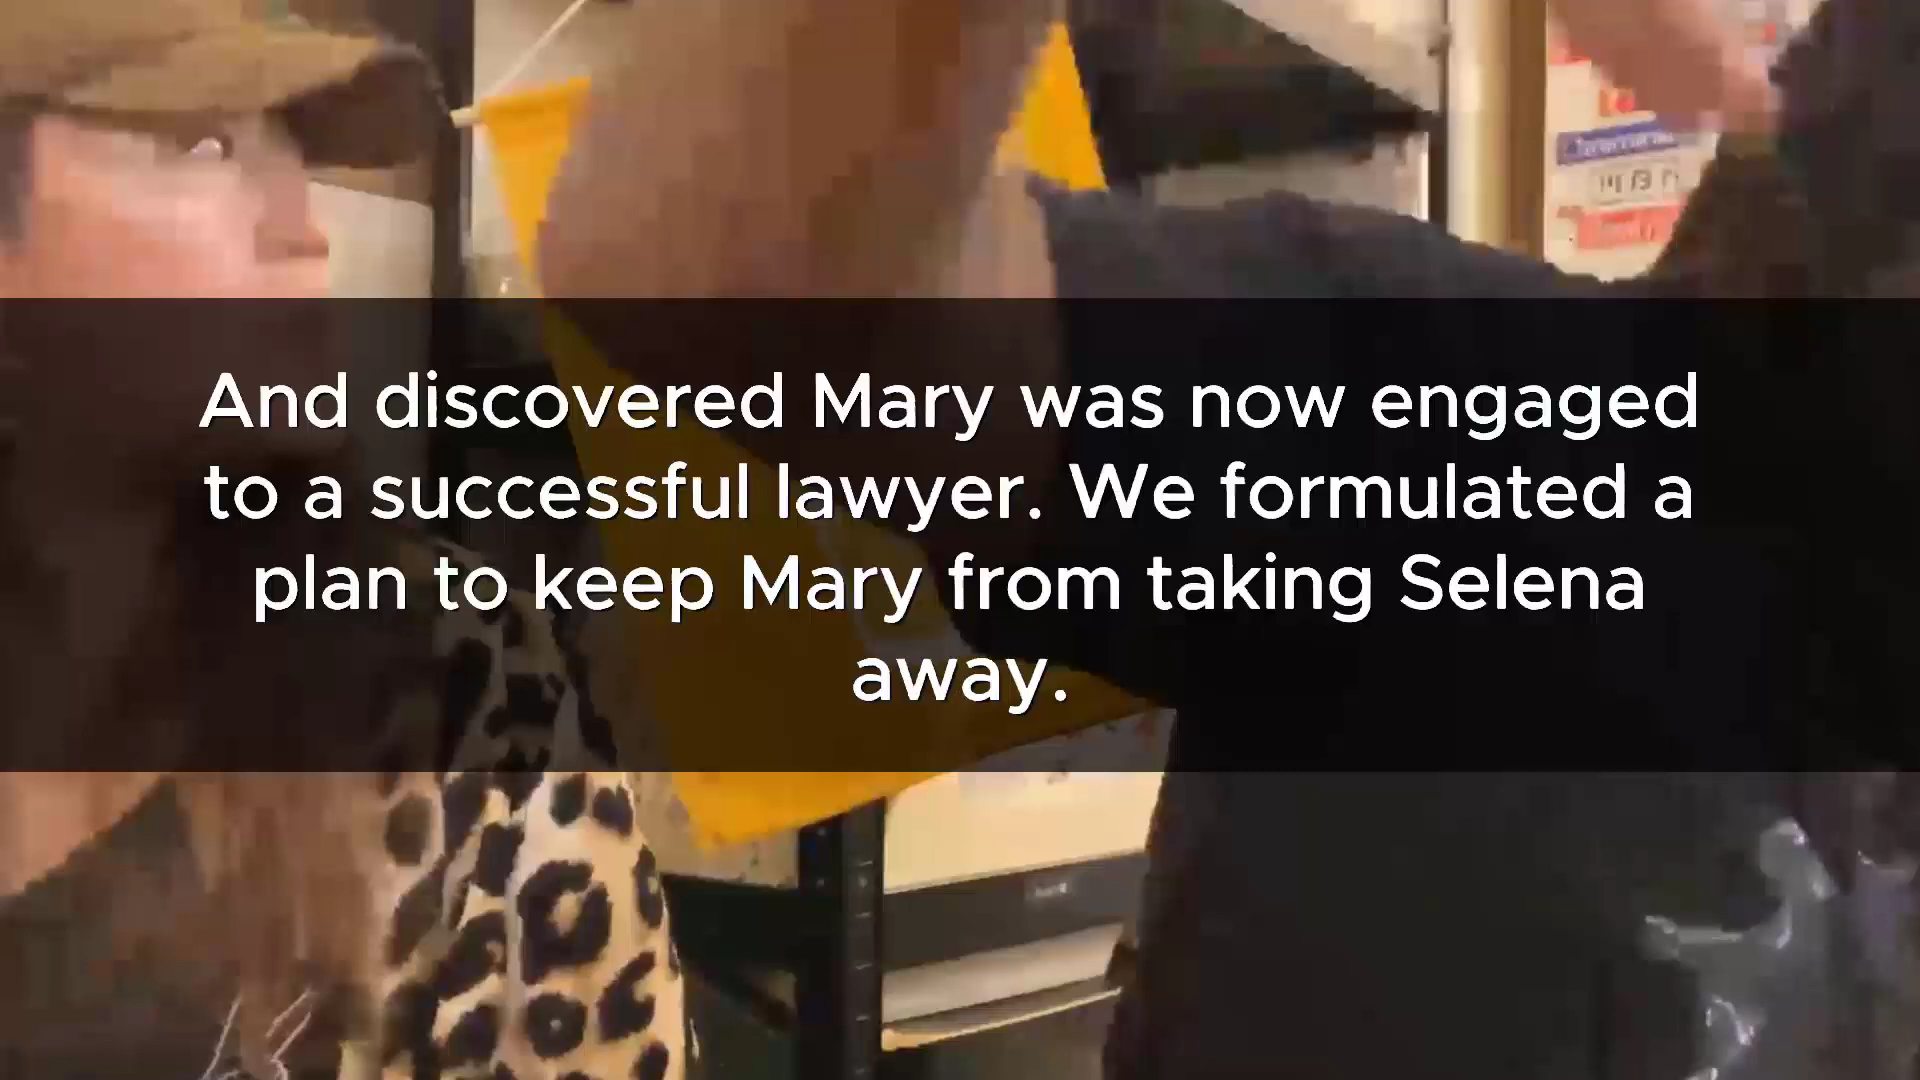 And discovered Mary was now engaged
to a successful lawyer. We formulated a
plan to keep Mary from taking Selena
away.